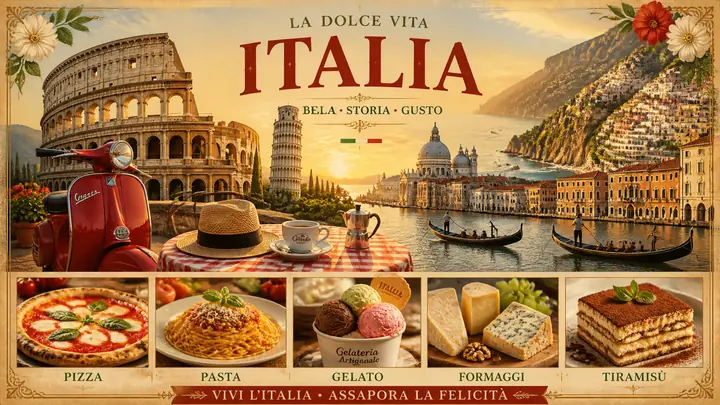 LA DOLCE VITA
ITALIA
BELA • STORIA • GUSTO
Gelateria
Artigianale
PIZZA
PASTA
GELATO
FORMAGGI
TIRAMISÙ
VIVI L'ITALIA • ASSAPORA LA FELICITÀ